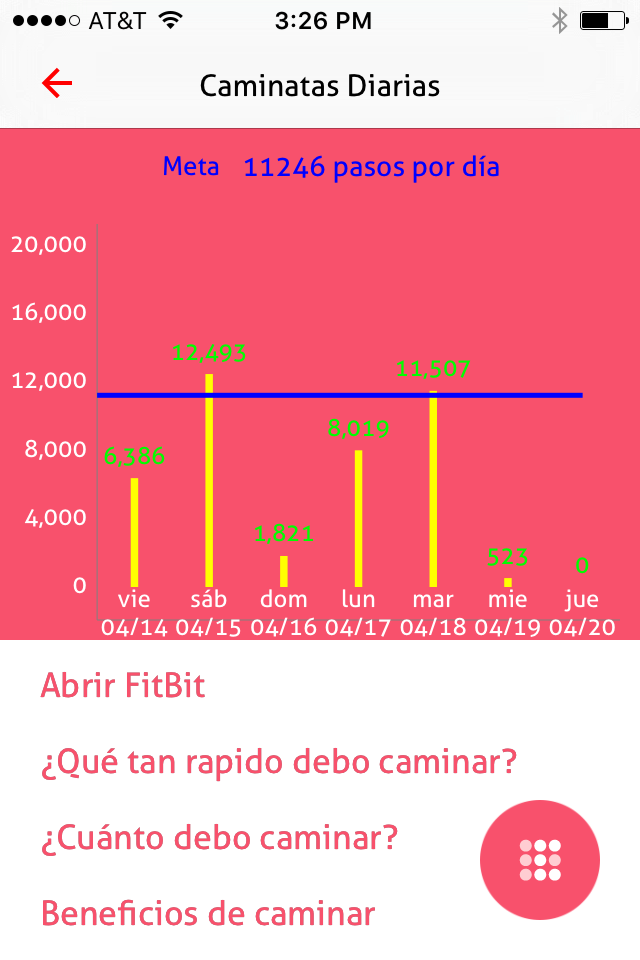 AT&T 3:26 PM
Caminatas Diarias
Meta 11246 pasos por día
20,000
16,000
12,493
12,000
11,507
8,019
8,000
6,386
4,000
1,821
523
0
0
vie sáb dom lun mar mie jue
04/14 04/15 04/16 04/17 04/18 04/19 04/20
Abrir FitBit
¿Qué tan rapido debo caminar?
¿Cuánto debo caminar?
Beneficios de caminar